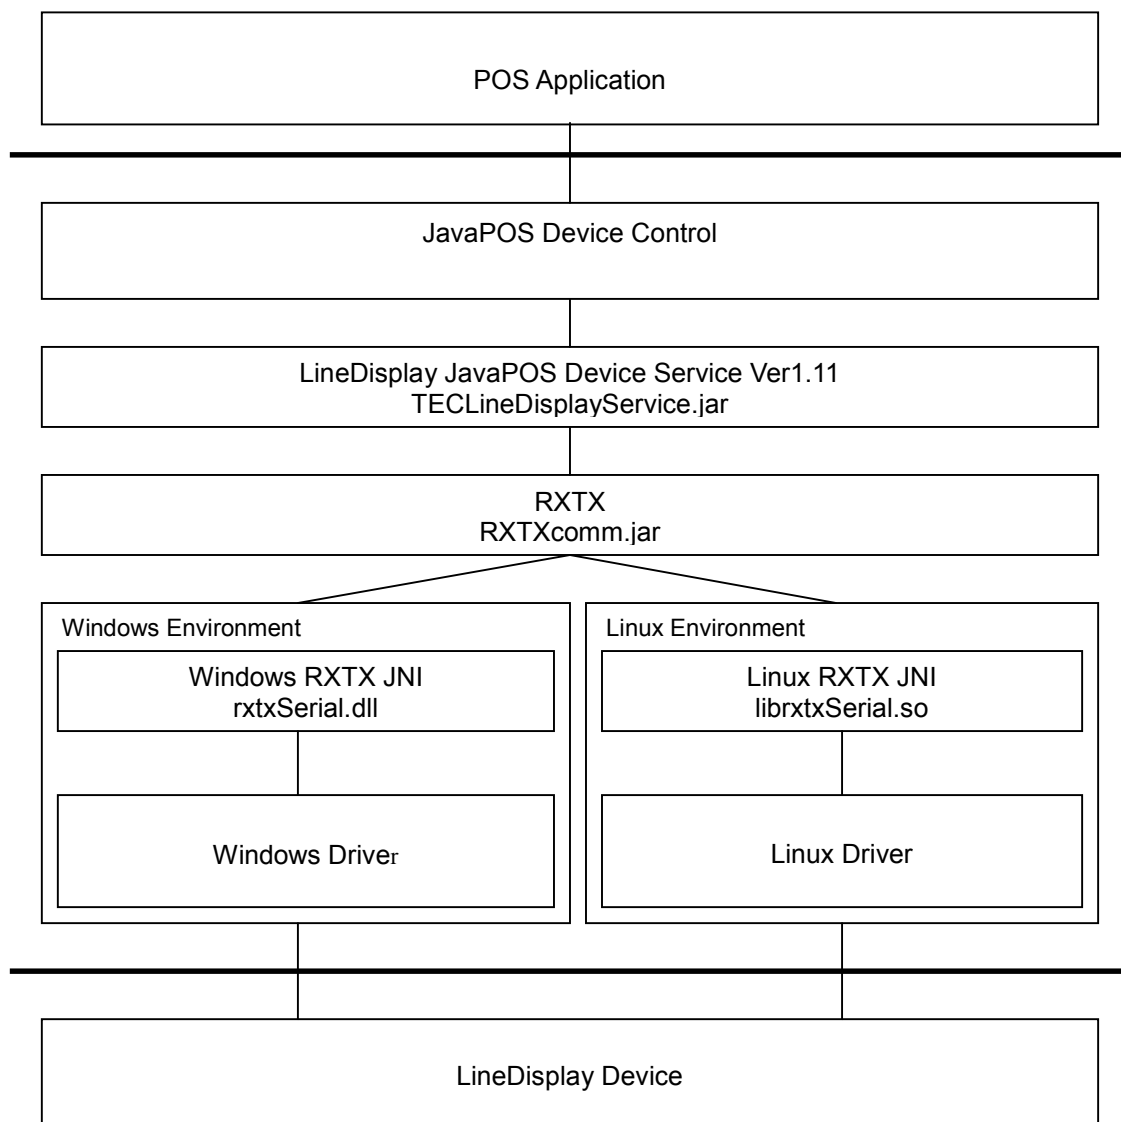 POS Application
JavaPOS Device Control
LineDisplay JavaPOS Device Service Ver1.11
TECLineDisplayService.jar
RXTX
RXTXcomm.jar
Windows Environment
Windows RXTX JNI
rxtxSerial.dll
Windows Driver
Linux Environment
Linux RXTX JNI
librxtxSerial.so
Linux Driver
LineDisplay Device